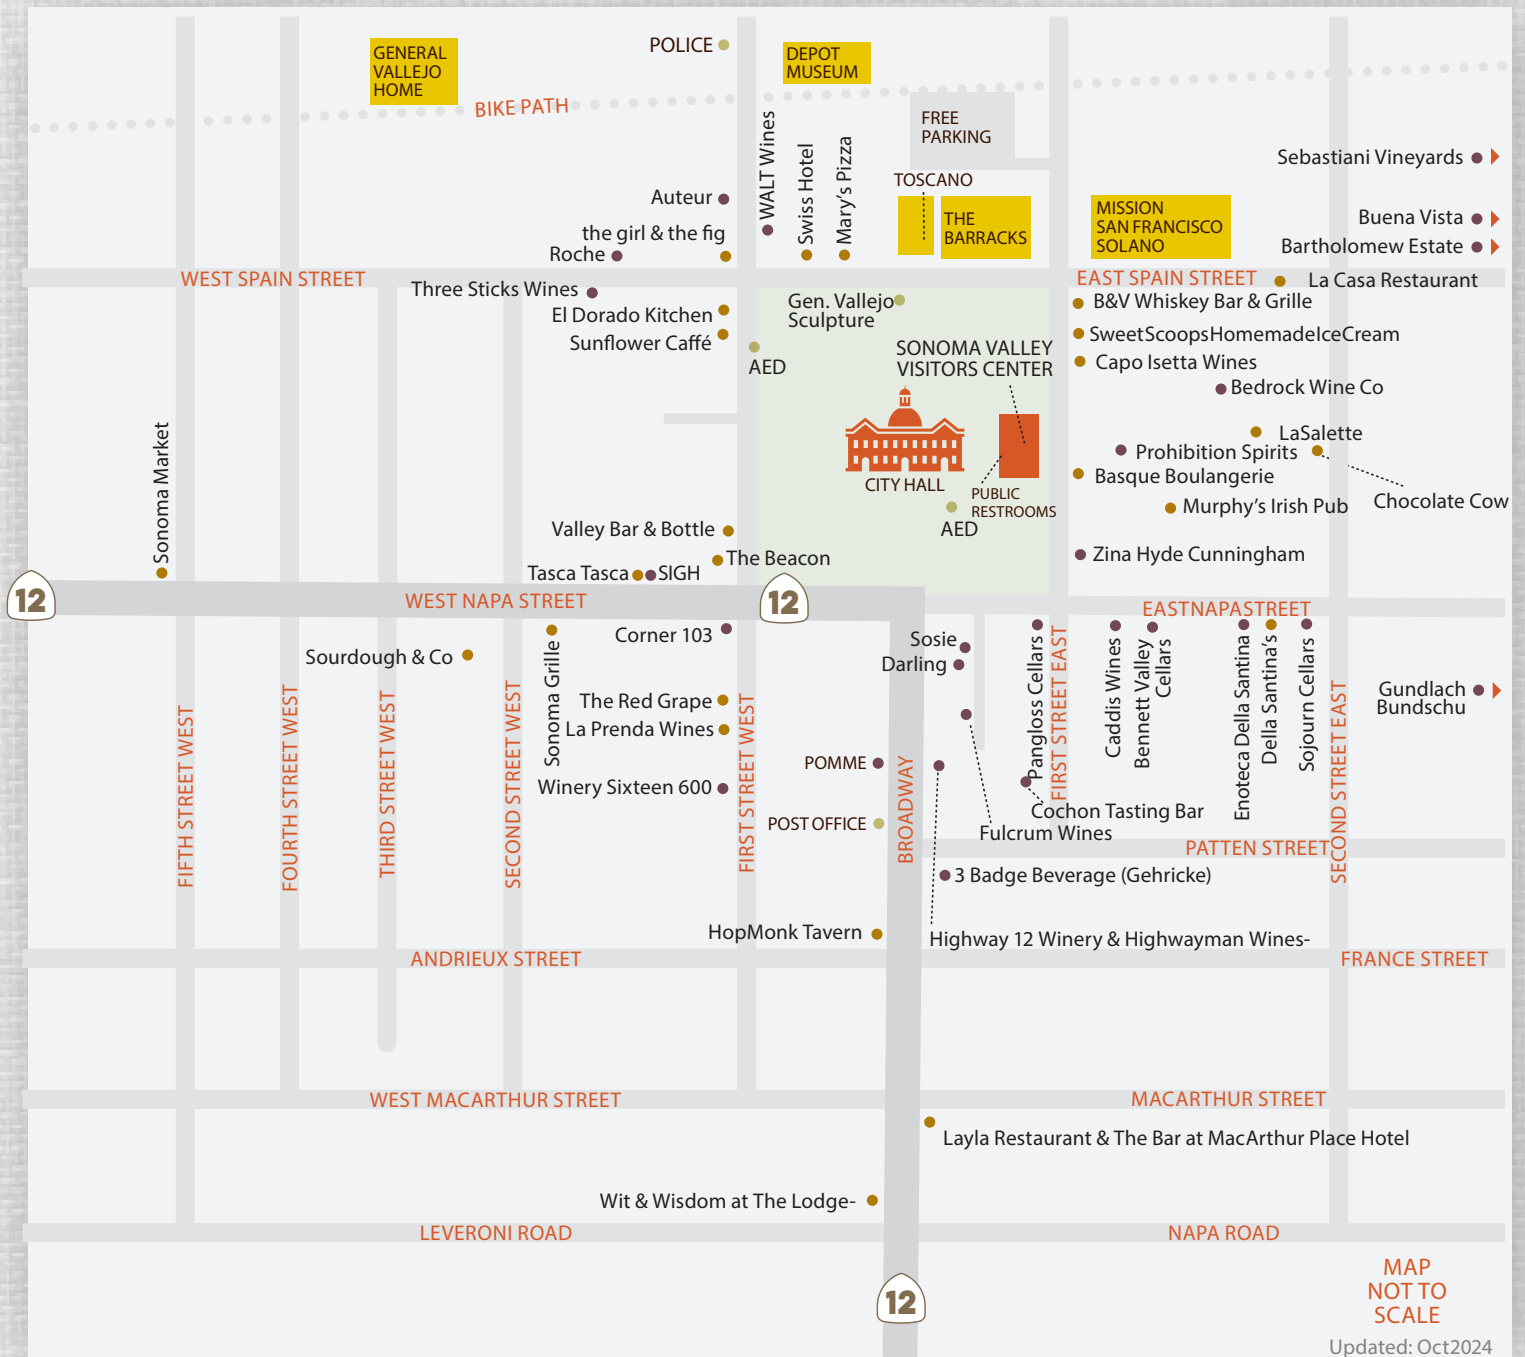 POLICE
GENERAL
VALLEJO
HOME
DEPOT
MUSEUM
BIKE PATH
FREE
PARKING
WALT Wines
Swiss Hotel
Mary's Pizza
TOSCANO
THE
BARRACKS
MISSION
SAN FRANCISCO
SOLANO
Sebastiani Vineyards
Buena Vista
Bartholomew Estate
Auteur
the girl & the fig
Roche
WEST SPAIN STREET
EAST SPAIN STREET
La Casa Restaurant
Three Sticks Wines
El Dorado Kitchen
Sunflower Caffé
Gen. Vallejo
Sculpture
AED
SONOMA VALLEY
VISITORS CENTER
B&V Whiskey Bar & Grille
SweetScoopsHomemadeIceCream
Capo Isetta Wines
Bedrock Wine Co
LaSalette
Prohibition Spirits
Basque Boulangerie
Chocolate Cow
Murphy's Irish Pub
Zina Hyde Cunningham
CITY HALL
PUBLIC
RESTROOMS
AED
Sonoma Market
Valley Bar & Bottle
The Beacon
Tasca Tasca
SIGH
12
WEST NAPA STREET
12
EASTNAPASTREET
Corner 103
Sourdough & Co
Sonoma Grille
The Red Grape
La Prenda Wines
Winery Sixteen 600
Sosie
Darling
Pangloss Cellars
Caddis Wines
Bennett Valley
Cellars
Enoteca Della Santina
Della Santina's
Sojourn Cellars
Gundlach
Bundschu
FIFTH STREET WEST
FOURTH STREET WEST
THIRD STREET WEST
SECOND STREET WEST
FIRST STREET WEST
BROADWAY
FIRST STREET EAST
SECOND STREET EAST
POMME
POST OFFICE
Cochon Tasting Bar
Fulcrum Wines
PATTEN STREET
3 Badge Beverage (Gehricke)
HopMonk Tavern
Highway 12 Winery & Highwayman Wines-
ANDRIEUX STREET
FRANCE STREET
WEST MACARTHUR STREET
MACARTHUR STREET
Layla Restaurant & The Bar at MacArthur Place Hotel
Wit & Wisdom at The Lodge-
LEVERONI ROAD
NAPA ROAD
12
MAP
NOT TO
SCALE
Updated: Oct2024